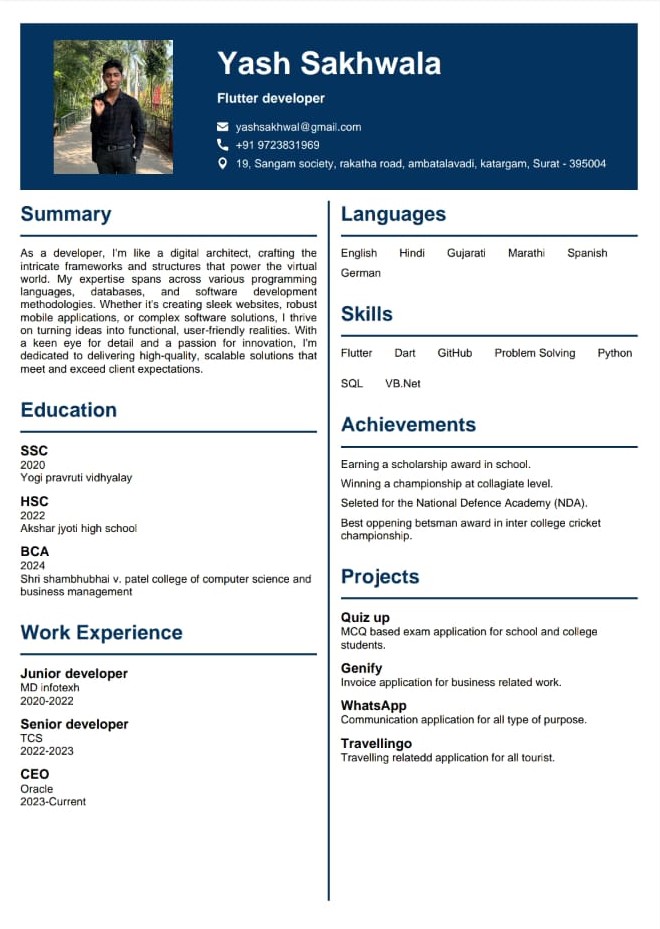 Yash Sakhwala
Flutter developer
yashsakhwal@gmail.com
+91 9723831969
19, Sangam society, rakatha road, ambatalavadi, katargam, Surat - 395004
Summary
As a developer, I'm like a digital architect, crafting the
intricate frameworks and structures that power the virtual
world. My expertise spans across various programming
languages, databases, and software development
methodologies. Whether it's creating sleek websites, robust
mobile applications, or complex software solutions, I thrive
on turning ideas into functional, user-friendly realities. With
a keen eye for detail and a passion for innovation, I'm
dedicated to delivering high-quality, scalable solutions that
meet and exceed client expectations.
Education
SSC
2020
Yogi pravruti vidhyalay
HSC
2022
Akshar jyoti high school
BCA
2024
Shri shambhubhai v. patel college of computer science and
business management
Work Experience
Junior developer
MD infotexh
2020-2022
Senior developer
TCS
2022-2023
CEO
Oracle
2023-Current
Languages
English Hindi Gujarati Marathi Spanish
German
Skills
Flutter Dart GitHub Problem Solving Python
SQL VB.Net
Achievements
Earning a scholarship award in school.
Winning a championship at collagiate level.
Seleted for the National Defence Academy (NDA).
Best oppening betsman award in inter college cricket
championship.
Projects
Quiz up
MCQ based exam application for school and college
students.
Genify
Invoice application for business related work.
WhatsApp
Communication application for all type of purpose.
Travellingo
Travelling relatedd application for all tourist.